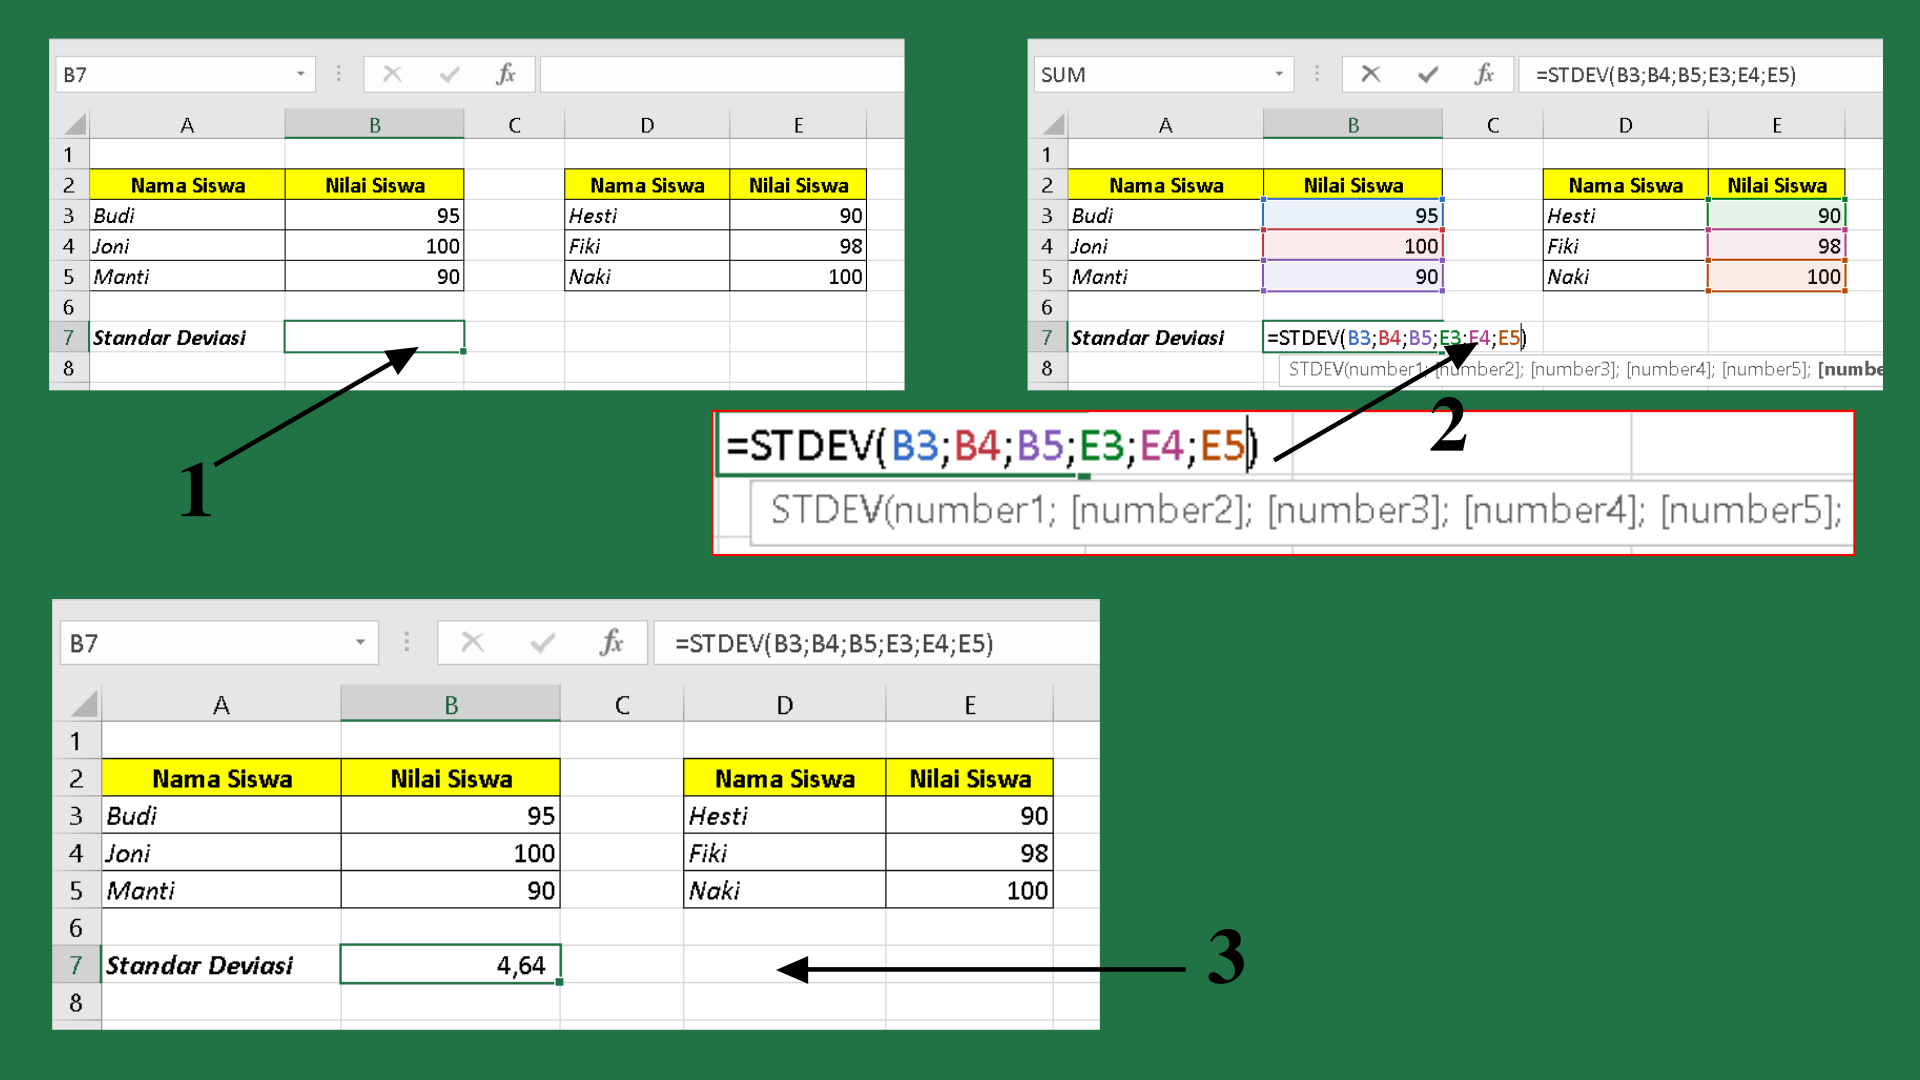 B7
fx
A B C D E
1
2 Nama Siswa Nilai Siswa Nama Siswa Nilai Siswa
3 Budi 95 Hesti 90
4 Joni 100 Fiki 98
5 Manti 90 Naki 100
6
7 Standar Deviasi
8
1
SUM
fx =STDEV(B3;B4;B5;E3;E4;E5)
A B C D E
1
2 Nama Siswa Nilai Siswa Nama Siswa Nilai Siswa
3 Budi 95 Hesti 90
4 Joni 100 Fiki 98
5 Manti 90 Naki 100
6
7 Standar Deviasi =STDEV(B3;B4;B5;E3;E4;E5)
8 STDEV(number1; [number2]; [number3]; [number4]; [number5]; [numbe
2
=STDEV(B3;B4;B5;E3;E4;E5)
STDEV(number1; [number2]; [number3]; [number4]; [number5];
B7
fx =STDEV(B3;B4;B5;E3;E4;E5)
A B C D E
1
2 Nama Siswa Nilai Siswa Nama Siswa Nilai Siswa
3 Budi 95 Hesti 90
4 Joni 100 Fiki 98
5 Manti 90 Naki 100
6
7 Standar Deviasi 4,64
8
3